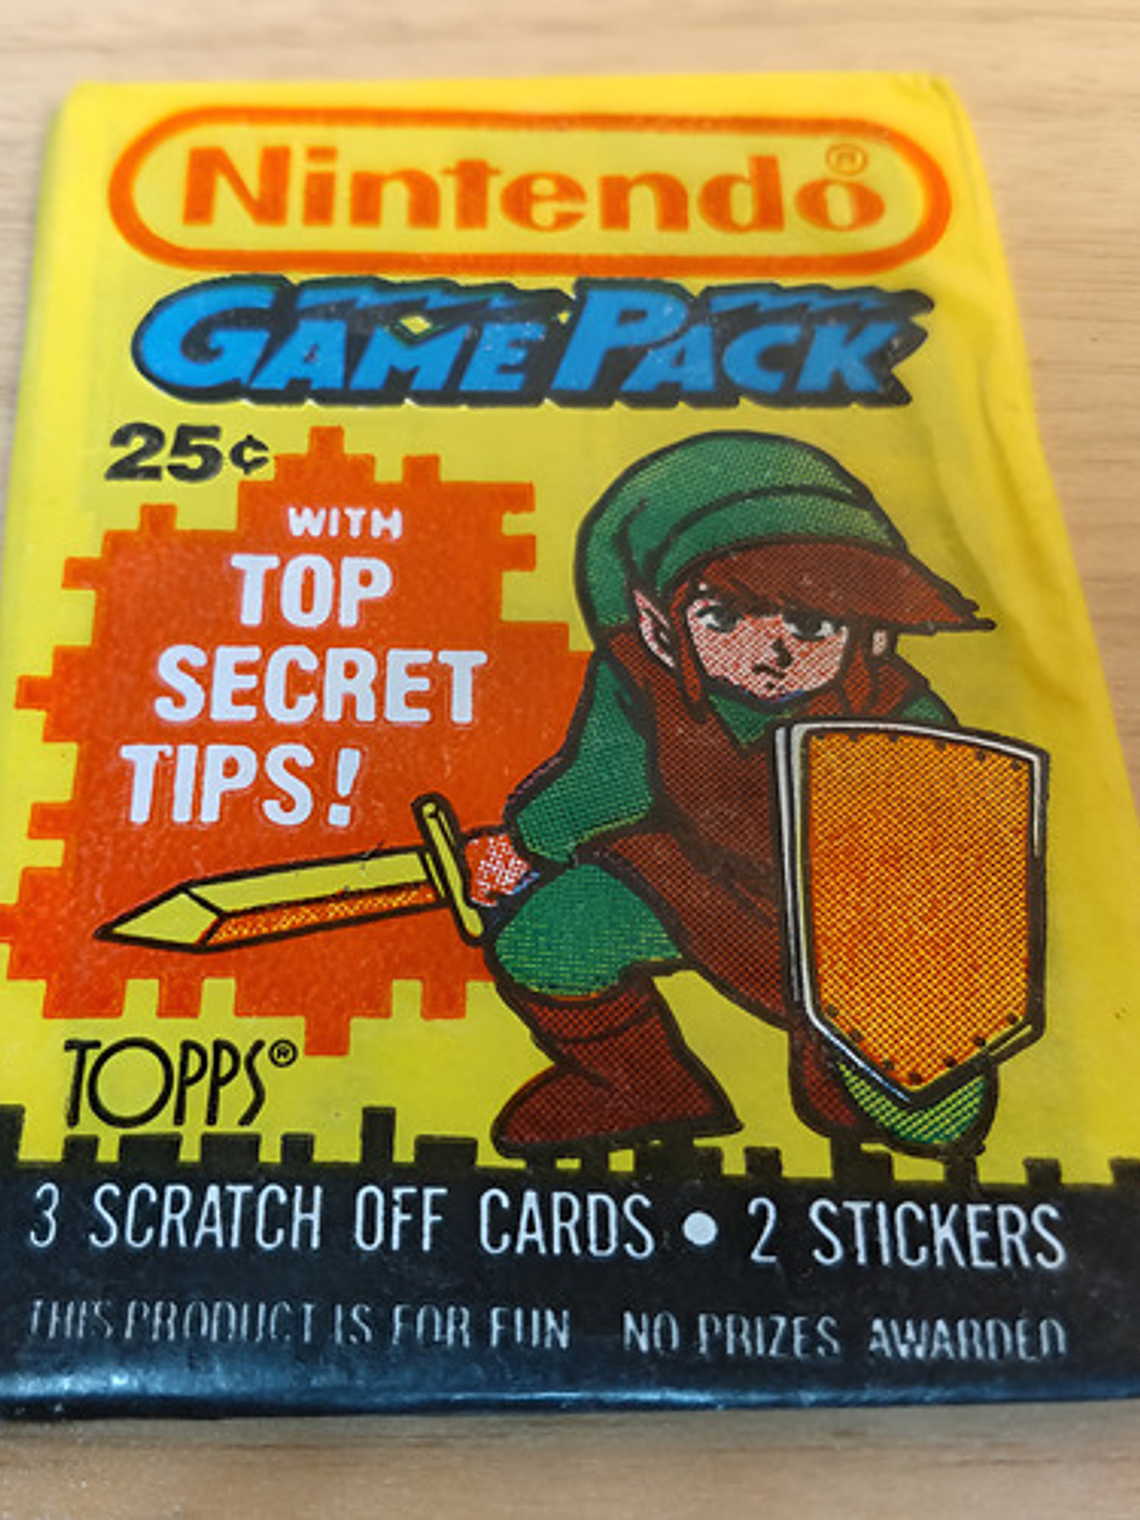 Nintendo®
GAME PACK
25¢
WITH
TOP
SECRET
TIPS!
TOPPS®
3 SCRATCH OFF CARDS • 2 STICKERS
THIS PRODUCT IS FOR FUN NO PRIZES AWARDED